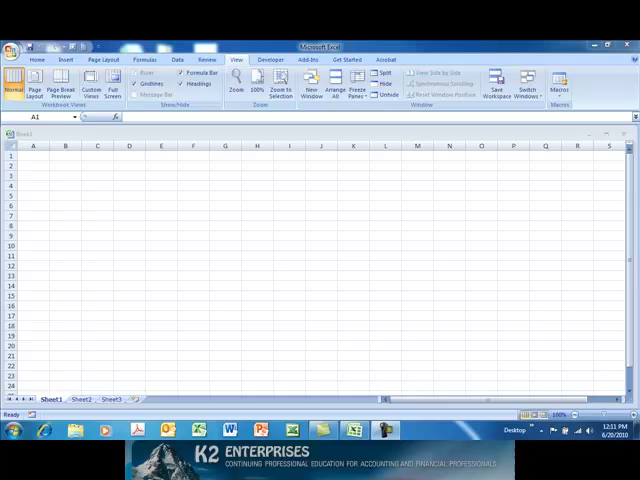 Microsoft Excel
Home Insert Page Layout Formulas Data Review View Developer Add-Ins Get Started Acrobat
Normal Page Layout Page Break Preview Custom Views Full Screen
Ruler Formula Bar
Gridlines Headings
Message Bar
Zoom 100% Zoom to Selection
New Window Arrange All Freeze Panes
Split
Hide
Unhide
View Side by Side
Synchronous Scrolling
Reset Window Position
Save Workspace Switch Windows Macros
Workbook Views Show/Hide Zoom Window Macros
A1 fx
Book1
A B C D E F G H I J K L M N O P Q R S
1
2
3
4
5
6
7
8
9
10
11
12
13
14
15
16
17
18
19
20
21
22
23
24
Sheet1 Sheet2 Sheet3
Ready 100%
Desktop 12:11 PM
6/20/2010
K2 ENTERPRISES
CONTINUING PROFESSIONAL EDUCATION FOR ACCOUNTING AND FINANCIAL PROFESSIONALS